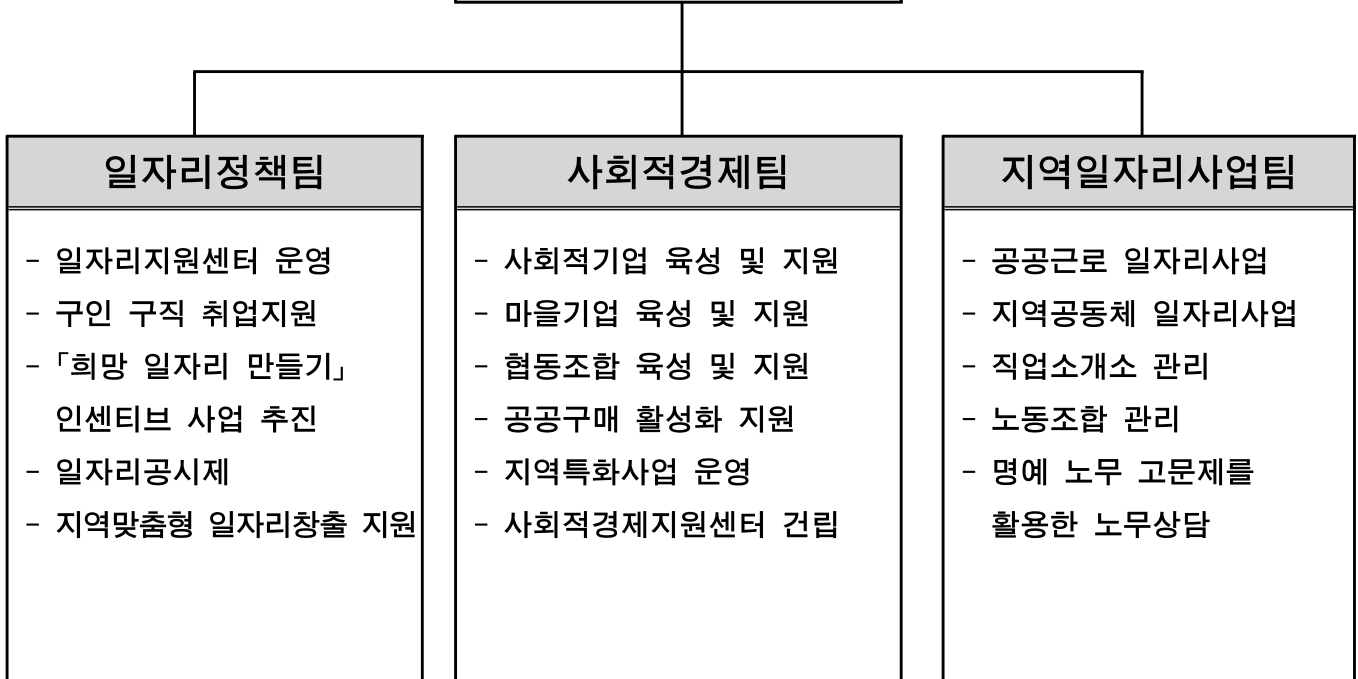 일자리정책팀
- 일자리지원센터 운영
- 구인 구직 취업지원
-「희망 일자리 만들기」
인센티브 사업 추진
- 일자리공시제
- 지역맞춤형 일자리창출 지원
사회적경제팀
- 사회적기업 육성 및 지원
- 마을기업 육성 및 지원
- 협동조합 육성 및 지원
- 공공구매 활성화 지원
- 지역특화사업 운영
- 사회적경제지원센터 건립
지역일자리사업팀
- 공공근로 일자리사업
- 지역공동체 일자리사업
- 직업소개소 관리
- 노동조합 관리
- 명예 노무 고문제를
활용한 노무상담